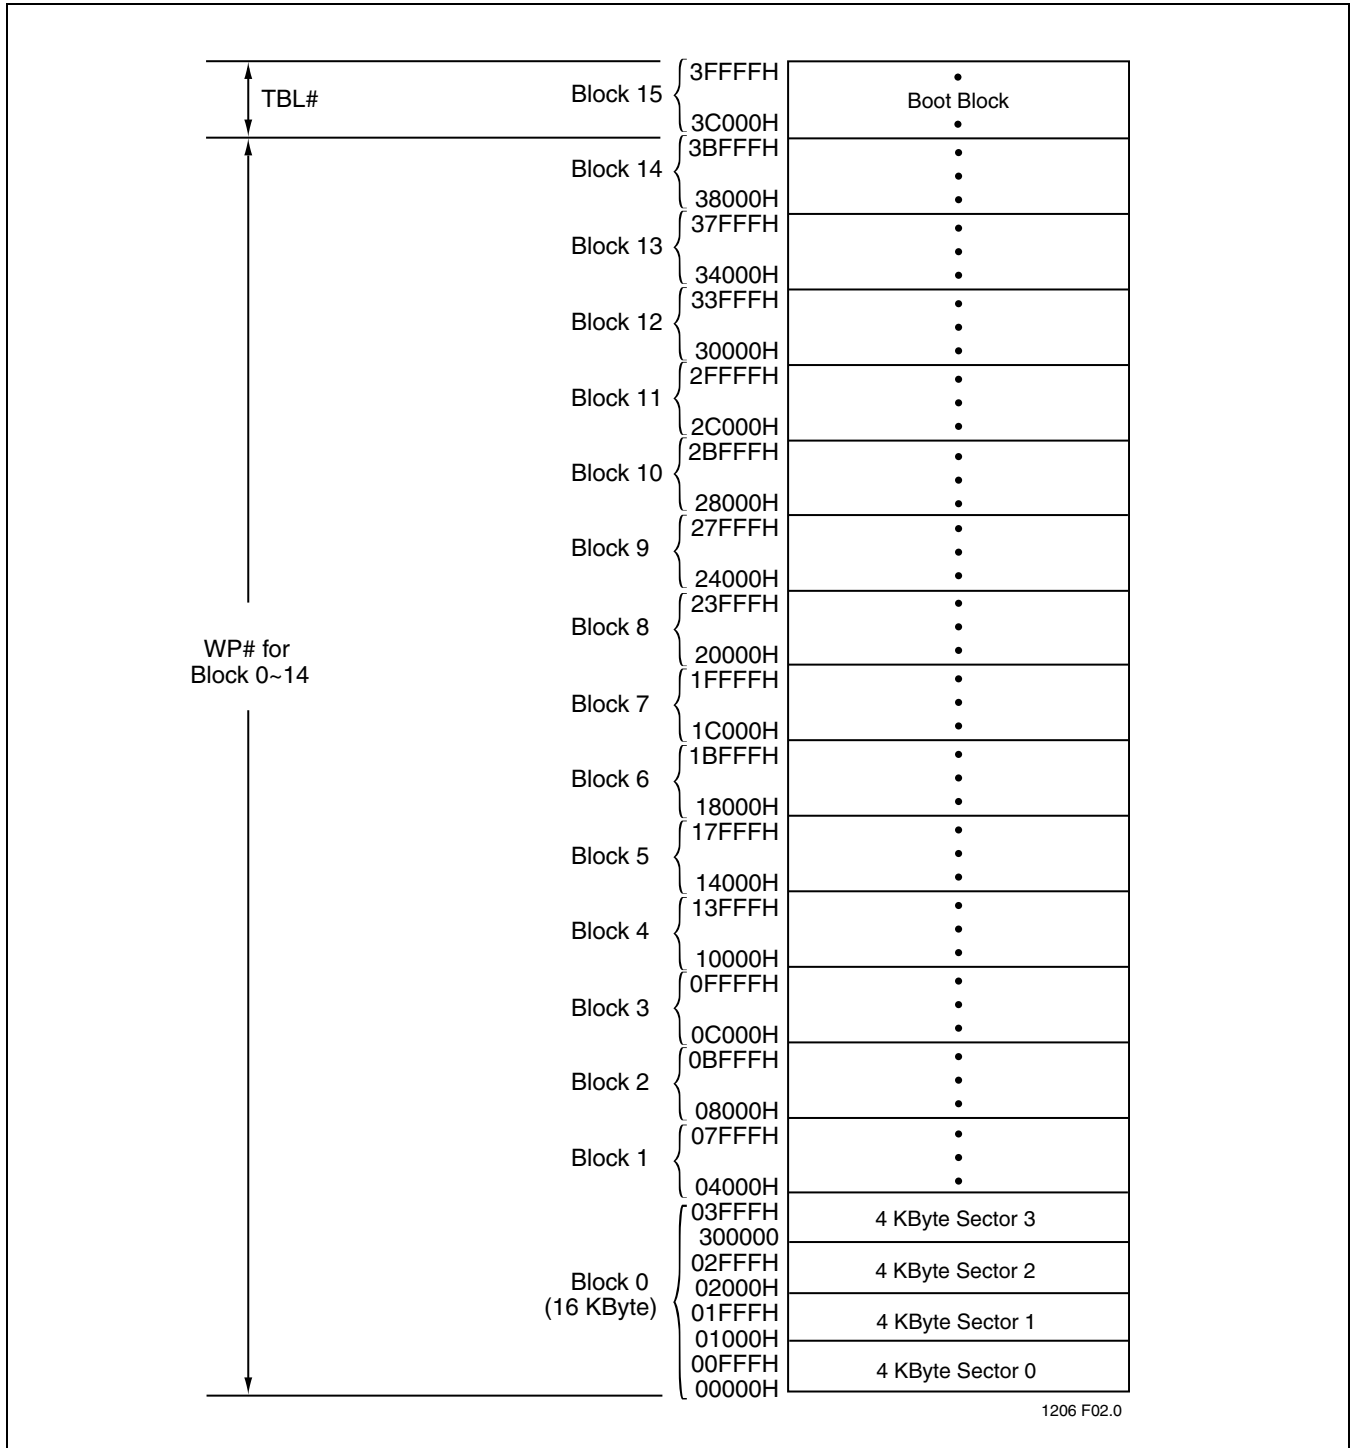 TBL#
Block 15
3FFFFH
Boot Block
3C000H
Block 14
3BFFFH
38000H
Block 13
37FFFH
34000H
Block 12
33FFFH
30000H
Block 11
2FFFFH
2C000H
Block 10
2BFFFH
28000H
Block 9
27FFFH
24000H
Block 8
23FFFH
20000H
WP# for
Block 0~14
Block 7
1FFFFH
1C000H
Block 6
1BFFFH
18000H
Block 5
17FFFH
14000H
Block 4
13FFFH
10000H
Block 3
0FFFFH
0C000H
Block 2
0BFFFH
08000H
Block 1
07FFFH
04000H
Block 0
(16 KByte)
03FFFH
300000
4 KByte Sector 3
02FFFH
02000H
4 KByte Sector 2
01FFFH
01000H
4 KByte Sector 1
00FFFH
00000H
4 KByte Sector 0
1206 F02.0